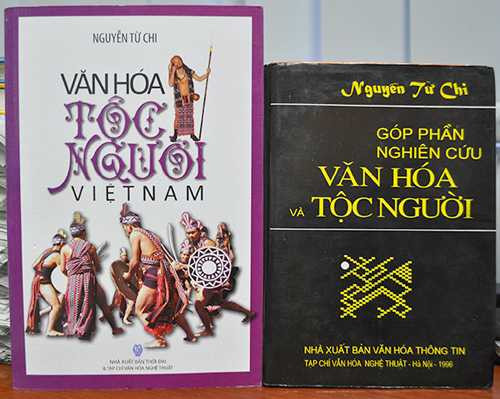 NGUYỄN TỪ CHI
VĂN HÓA
TỘC
NGƯỜI
VIỆT NAM
NHÀ XUẤT BẢN THỜI ĐẠI
& TẠP CHÍ VĂN HÓA NGHỆ THUẬT
Nguyễn Từ Chi
GÓP PHẦN
NGHIÊN CỨU
VĂN HÓA
VÀ TỘC NGƯỜI
NHÀ XUẤT BẢN VĂN HÓA THÔNG TIN
TẠP CHÍ VĂN HÓA NGHỆ THUẬT - Hà Nội - 1996